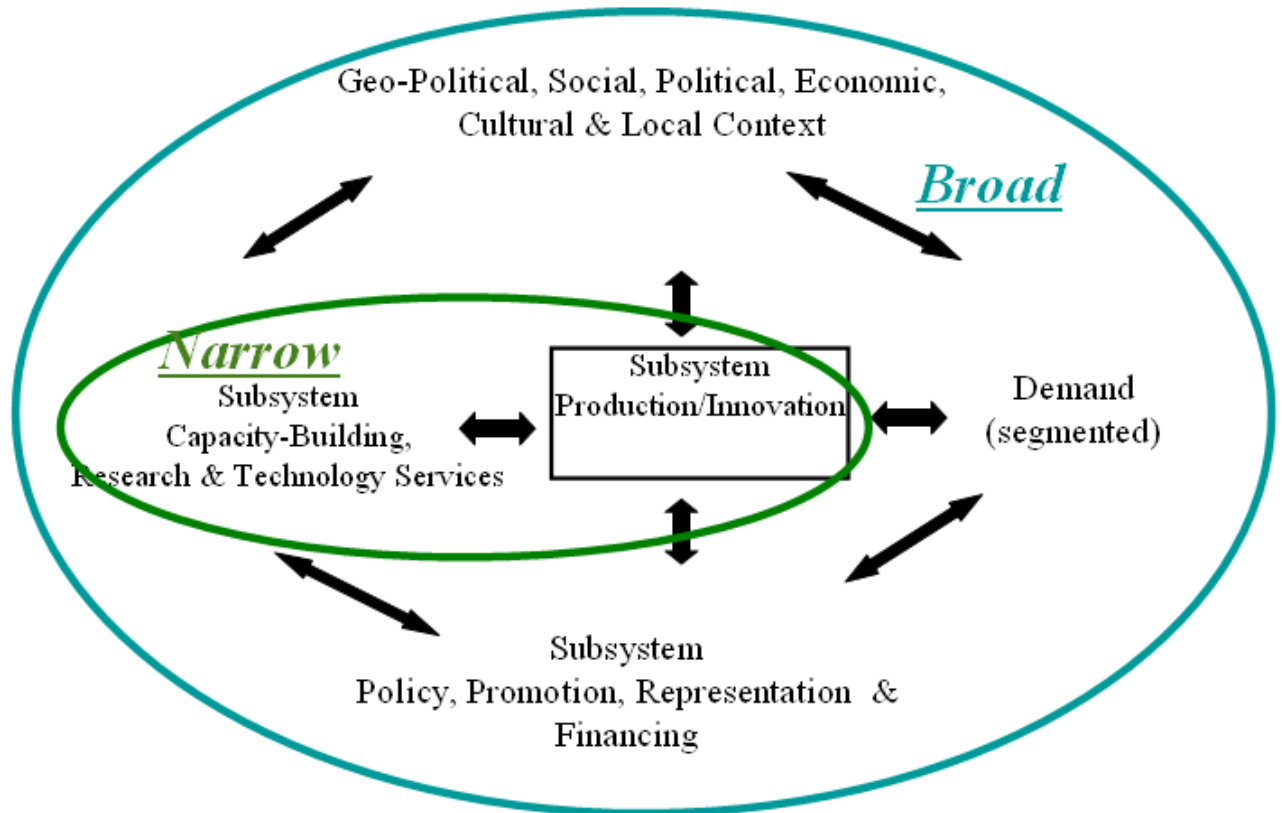 Geo-Political, Social, Political, Economic,
Cultural & Local Context
Broad
Narrow
Subsystem
Capacity-Building,
Research & Technology Services
Subsystem
Production/Innovation
Demand
(segmented)
Subsystem
Policy, Promotion, Representation &
Financing